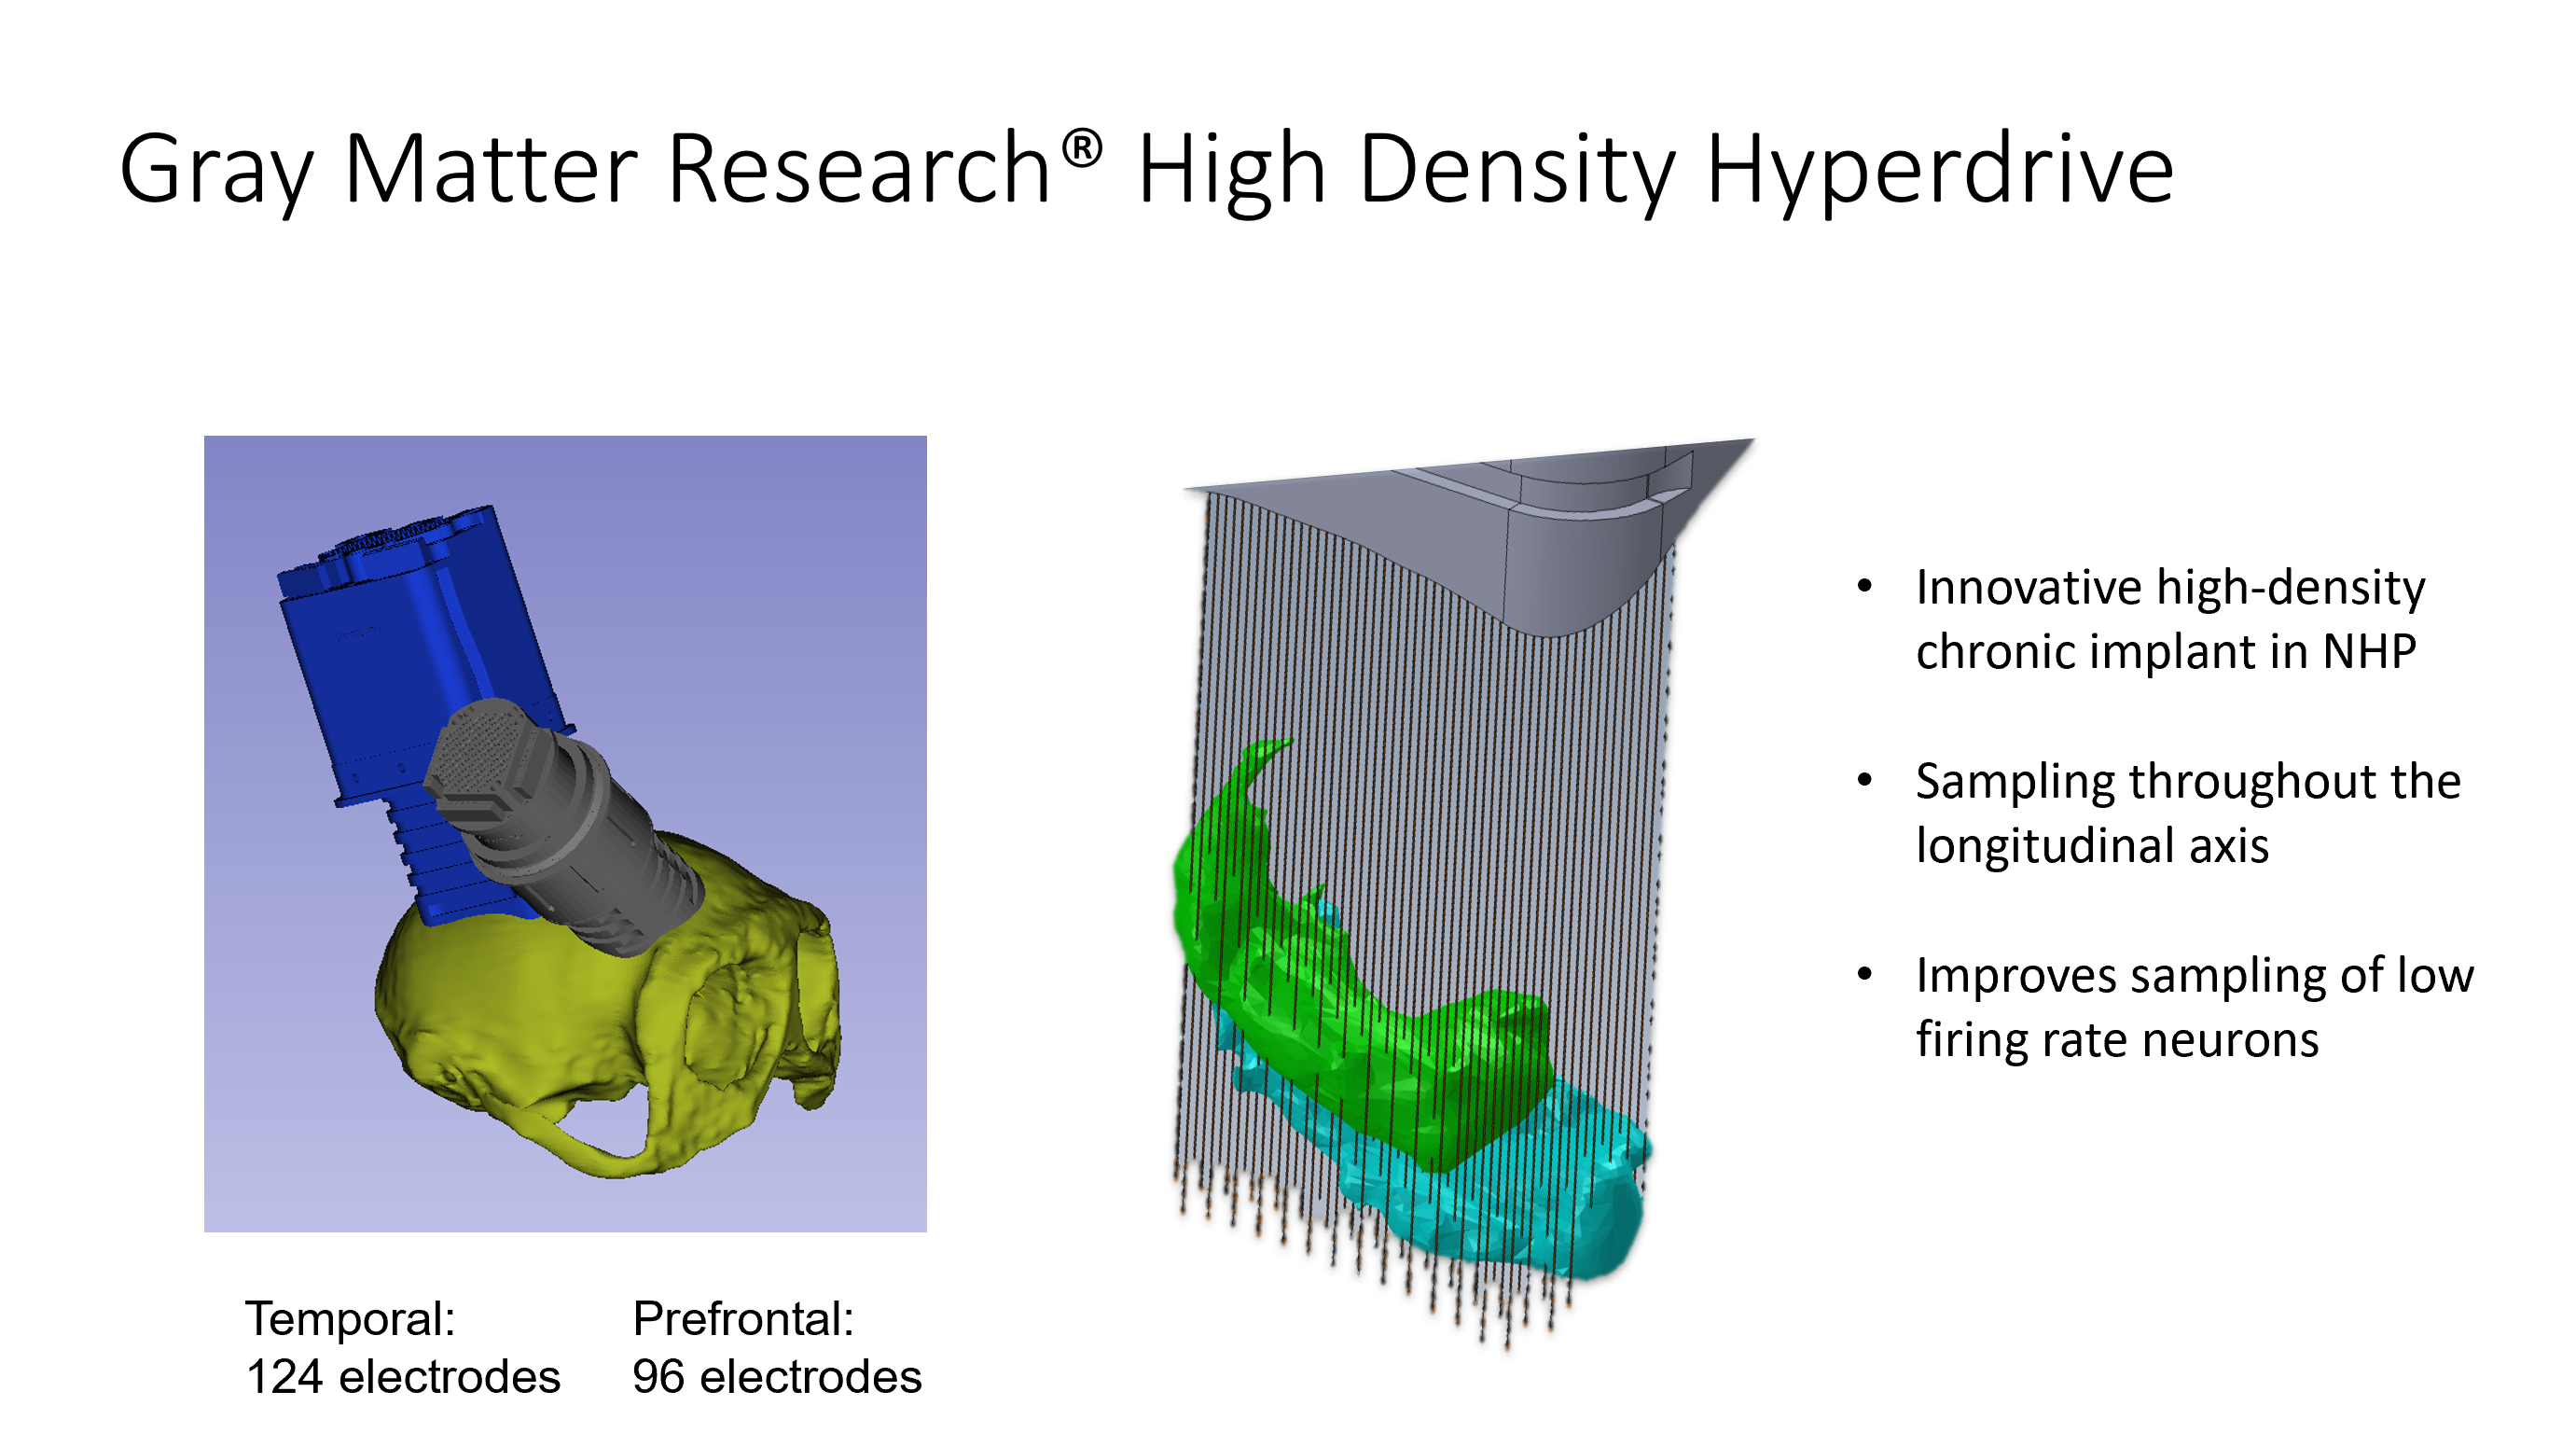 Gray Matter Research® High Density Hyperdrive
• Innovative high-density
chronic implant in NHP
• Sampling throughout the
longitudinal axis
• Improves sampling of low
firing rate neurons
Temporal:
124 electrodes
Prefrontal:
96 electrodes